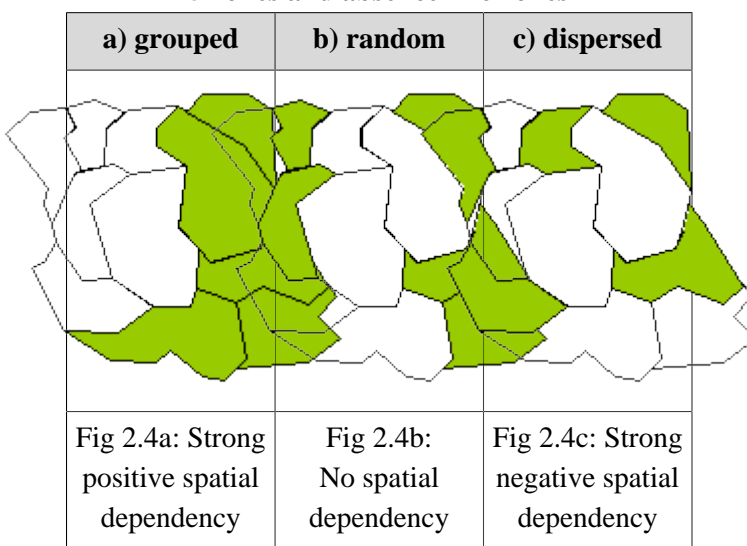 a) grouped
b) random
c) dispersed
Fig 2.4a: Strong
positive spatial
dependency
Fig 2.4b:
No spatial
dependency
Fig 2.4c: Strong
negative spatial
dependency